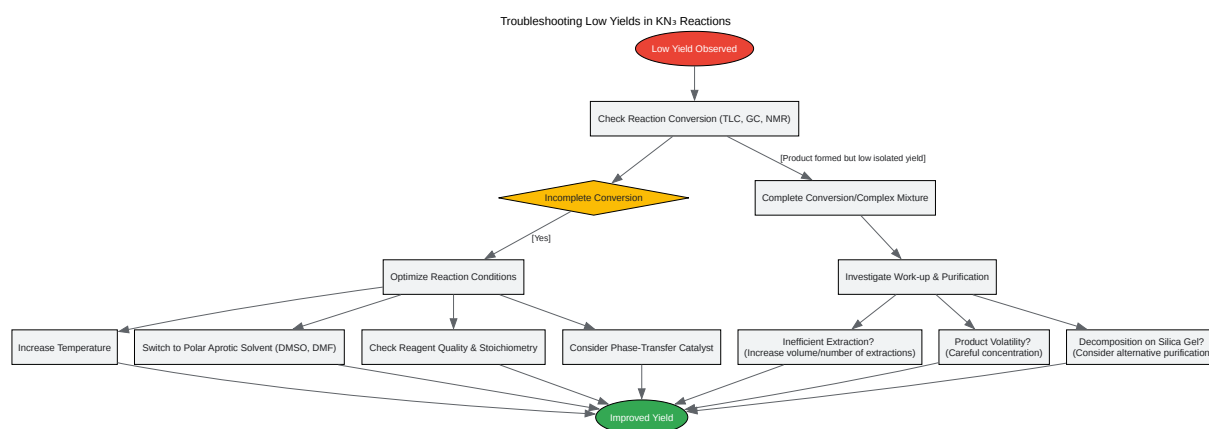 Troubleshooting Low Yields in KN₃ Reactions
Low Yield Observed
Check Reaction Conversion (TLC, GC, NMR)
[Product formed but low isolated yield]
Incomplete Conversion
Complete Conversion/Complex Mixture
[Yes]
Optimize Reaction Conditions
Investigate Work-up & Purification
Increase Temperature
Switch to Polar Aprotic Solvent (DMSO, DMF)
Check Reagent Quality & Stoichiometry
Consider Phase-Transfer Catalyst
Inefficient Extraction?
(Increase volume/number of extractions)
Product Volatility?
(Careful concentration)
Decomposition on Silica Gel?
(Consider alternative purification
Improved Yield